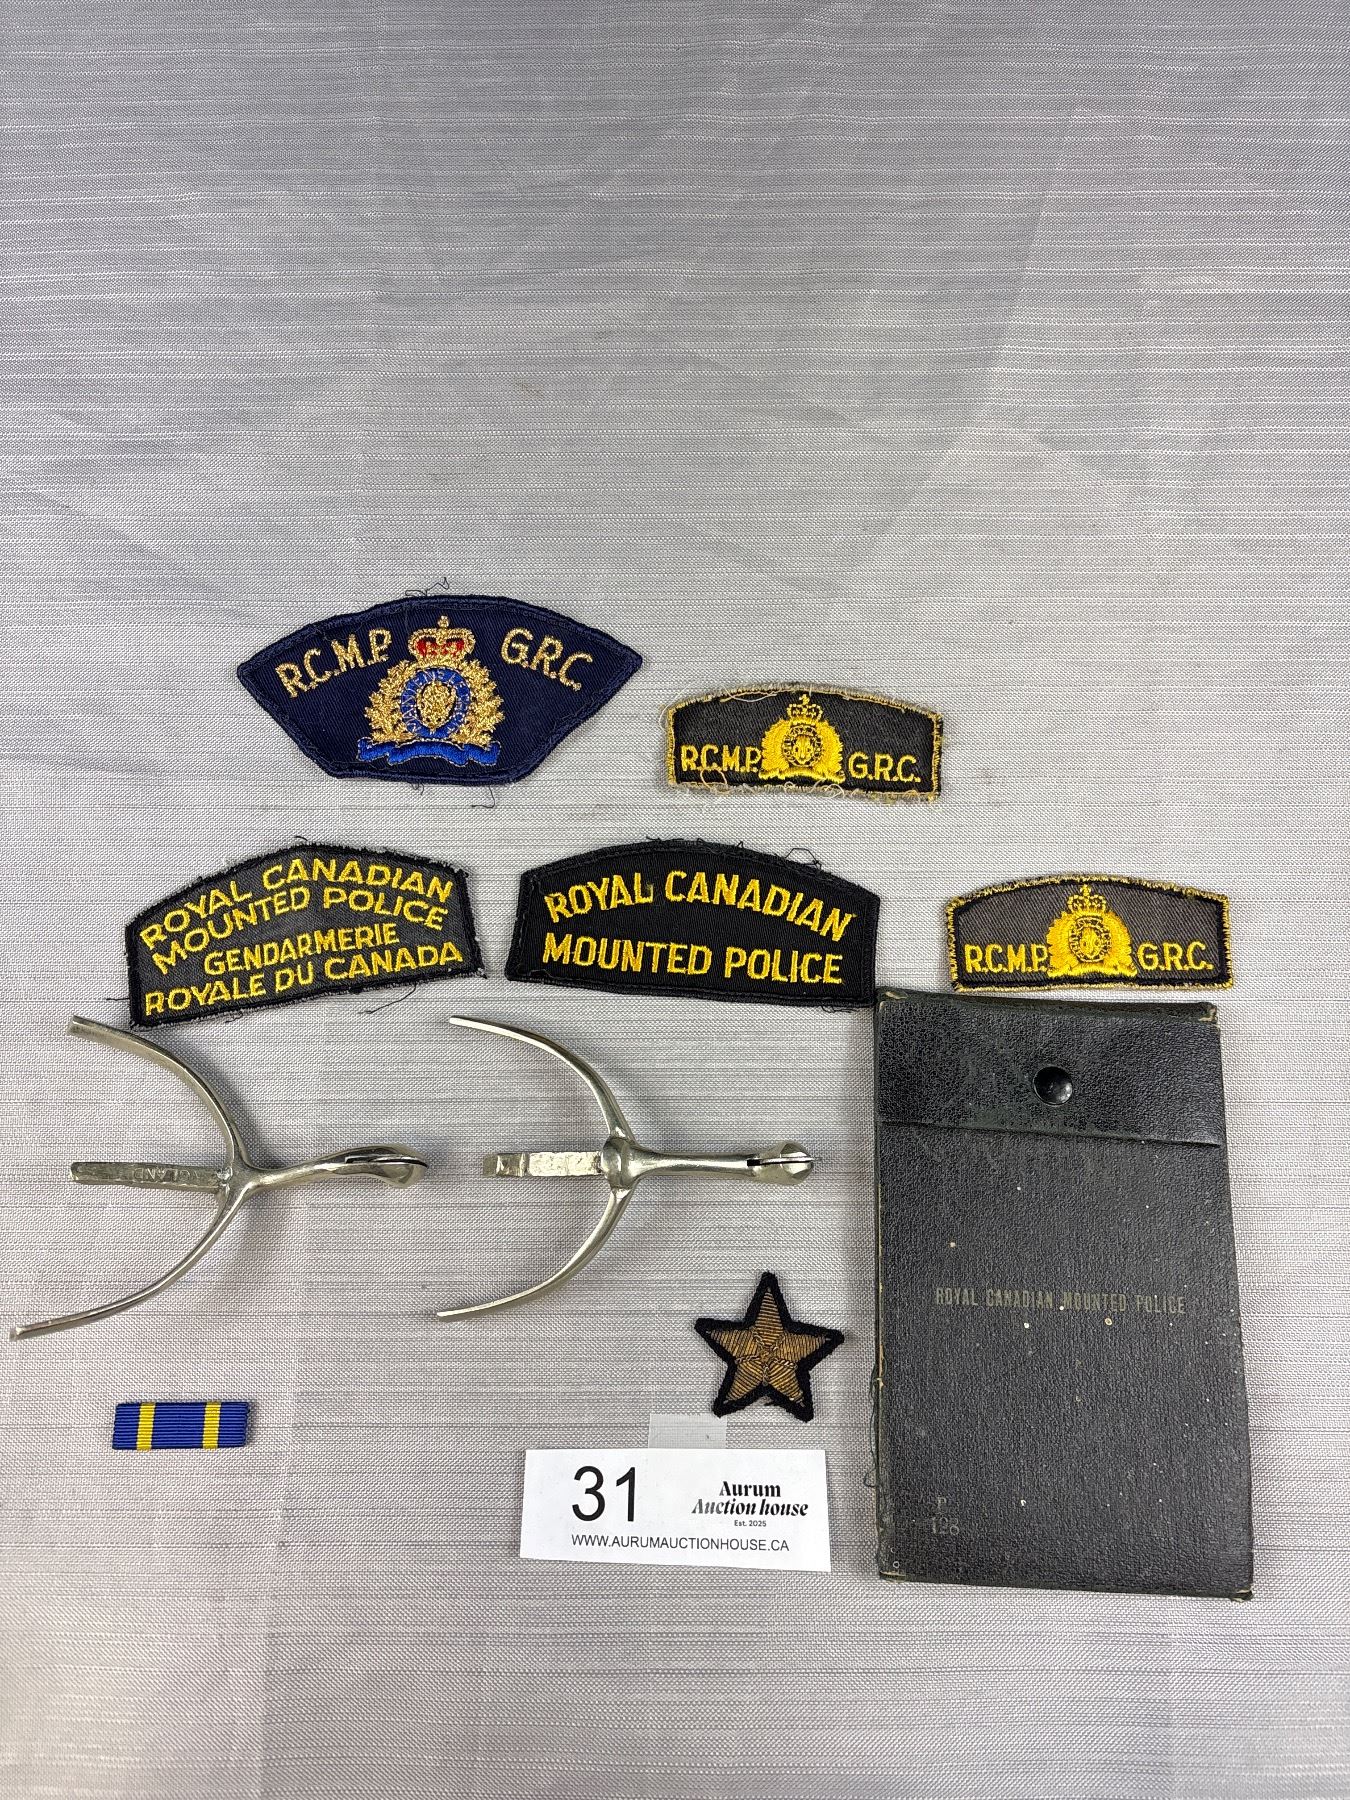 R.C.M.P. G.R.C.
R.C.M.P. G.R.C.
ROYAL CANADIAN
MOUNTED POLICE
GENDARMERIE
ROYALE DU CANADA
ROYAL CANADIAN
MOUNTED POLICE
R.C.M.P. G.R.C.
ROYAL CANADIAN MOUNTED POLICE
P
128
31
Aurum
Auction house
Est. 2025
WWW.AURUMAUCTIONHOUSE.CA